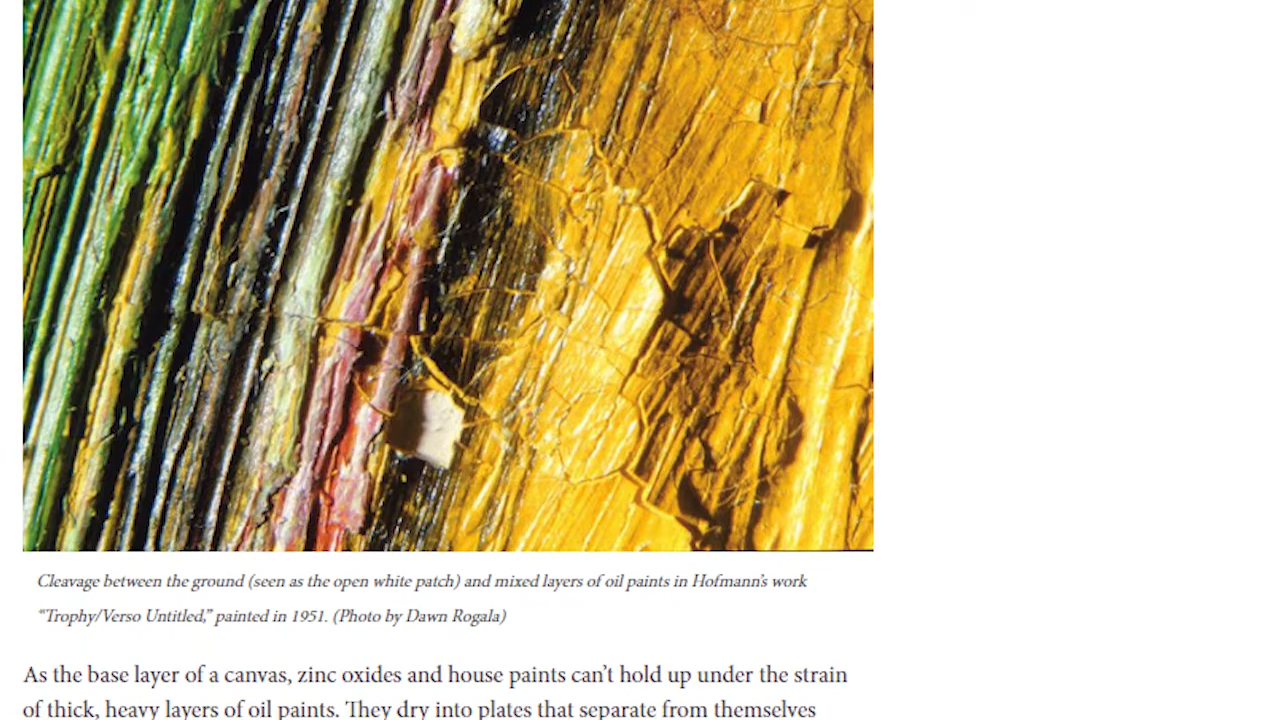 Cleavage between the ground (seen as the open white patch) and mixed layers of oil paints in Hofmann's work
“Trophy/Verso Untitled,” painted in 1951. (Photo by Dawn Rogala)
As the base layer of a canvas, zinc oxides and house paints can't hold up under the strain
of thick, heavy layers of oil paints. They dry into plates that separate from themselves